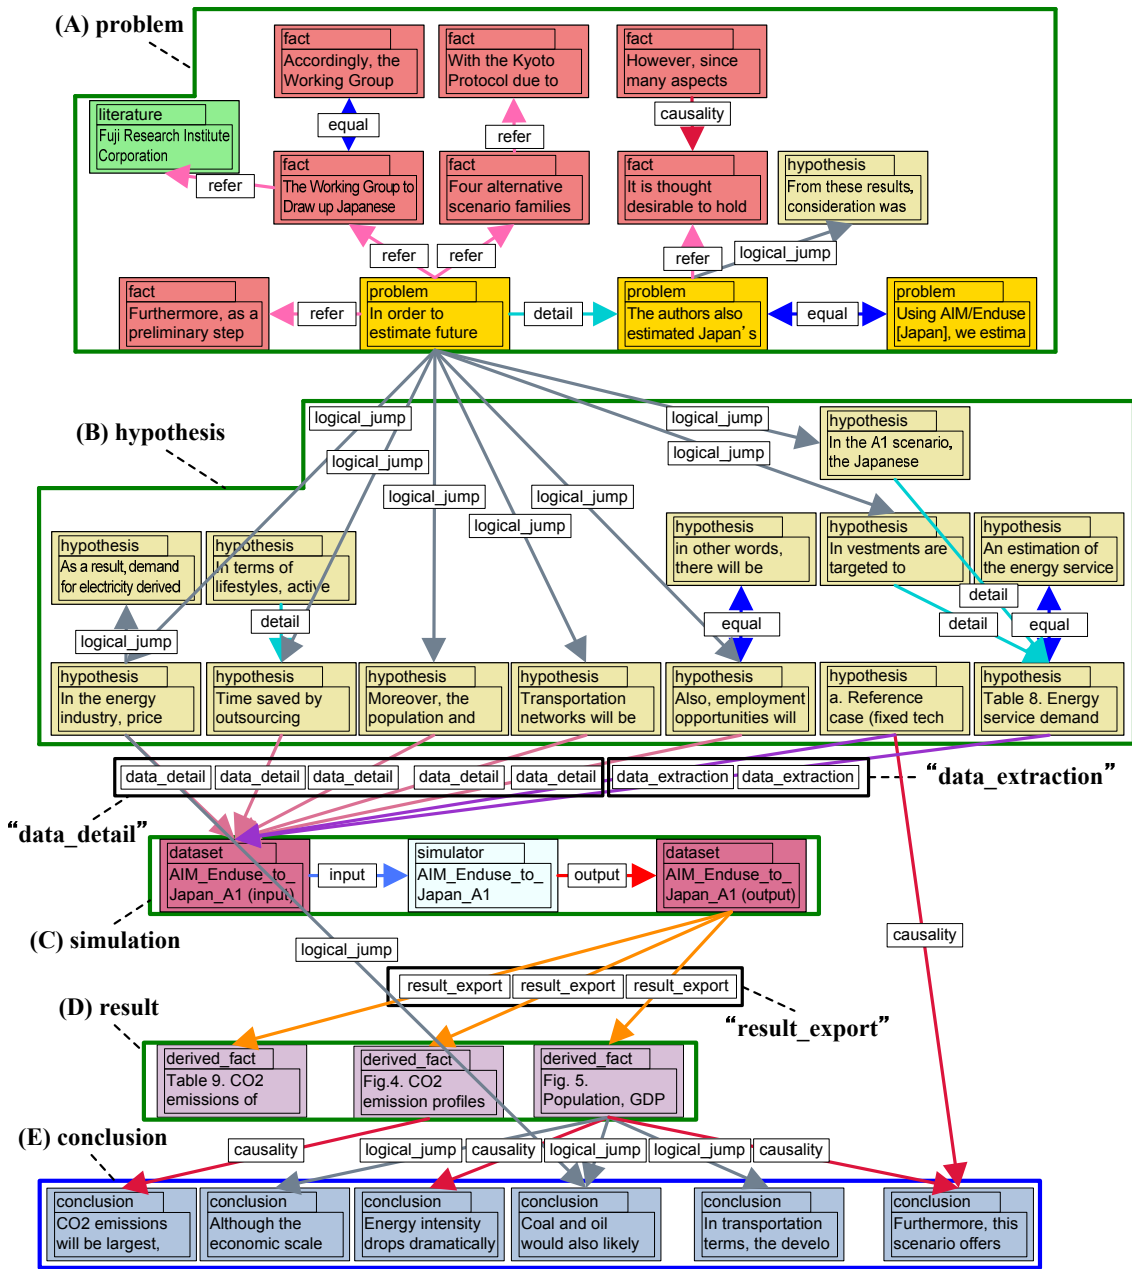 (A) problem
fact
Accordingly, the
Working Group
fact
With the Kyoto
Protocol due to
fact
However, since
many aspects
literature
Fuji Research Institute
Corporation
equal
refer
causality
refer
fact
The Working Group to
Draw up Japanese
fact
Four alternative
scenario families
fact
It is thought
desirable to hold
hypothesis
From these results,
consideration was
refer
refer
refer
logical_jump
fact
Furthermore, as a
preliminary step
refer
problem
In order to
estimate future
detail
problem
The authors also
estimated Japan's
equal
problem
Using AIM/Enduse
[Japan], we estima
(B) hypothesis
logical_jump
logical_jump
logical_jump
logical_jump
logical_jump
logical_jump
logical_jump
hypothesis
In the A1 scenario,
the Japanese
hypothesis
As a result, demand
for electricity derived
hypothesis
In terms of
lifestyles, active
hypothesis
in other words,
there will be
hypothesis
In vestments are
targeted to
hypothesis
An estimation of
the energy service
logical_jump
detail
equal
detail
detail
equal
hypothesis
In the energy
industry, price
hypothesis
Time saved by
outsourcing
hypothesis
Moreover, the
population and
hypothesis
Transportation
networks will be
hypothesis
Also, employment
opportunities will
hypothesis
a. Reference
case (fixed tech
hypothesis
Table 8. Energy
service demand
data_detail
data_detail
data_detail
data_detail
data_detail
data_extraction
data_extraction
“data_extraction”
“data_detail”
dataset
AIM_Enduse_to_
Japan_A1 (input)
input
simulator
AIM_Enduse_to_
Japan_A1
output
dataset
AIM_Enduse_to_
Japan_A1 (output)
(C) simulation
logical_jump
causality
result_export
result_export
result_export
“result_export”
(D) result
derived_fact
Table 9. CO2
emissions of
derived_fact
Fig.4. CO2
emission profiles
derived_fact
Fig. 5.
Population, GDP
(E) conclusion
causality
logical_jump
causality
logical_jump
logical_jump
causality
conclusion
CO2 emissions
will be largest,
conclusion
Although the
economic scale
conclusion
Energy intensity
drops dramatically
conclusion
Coal and oil
would also likely
conclusion
In transportation
terms, the develo
conclusion
Furthermore, this
scenario offers